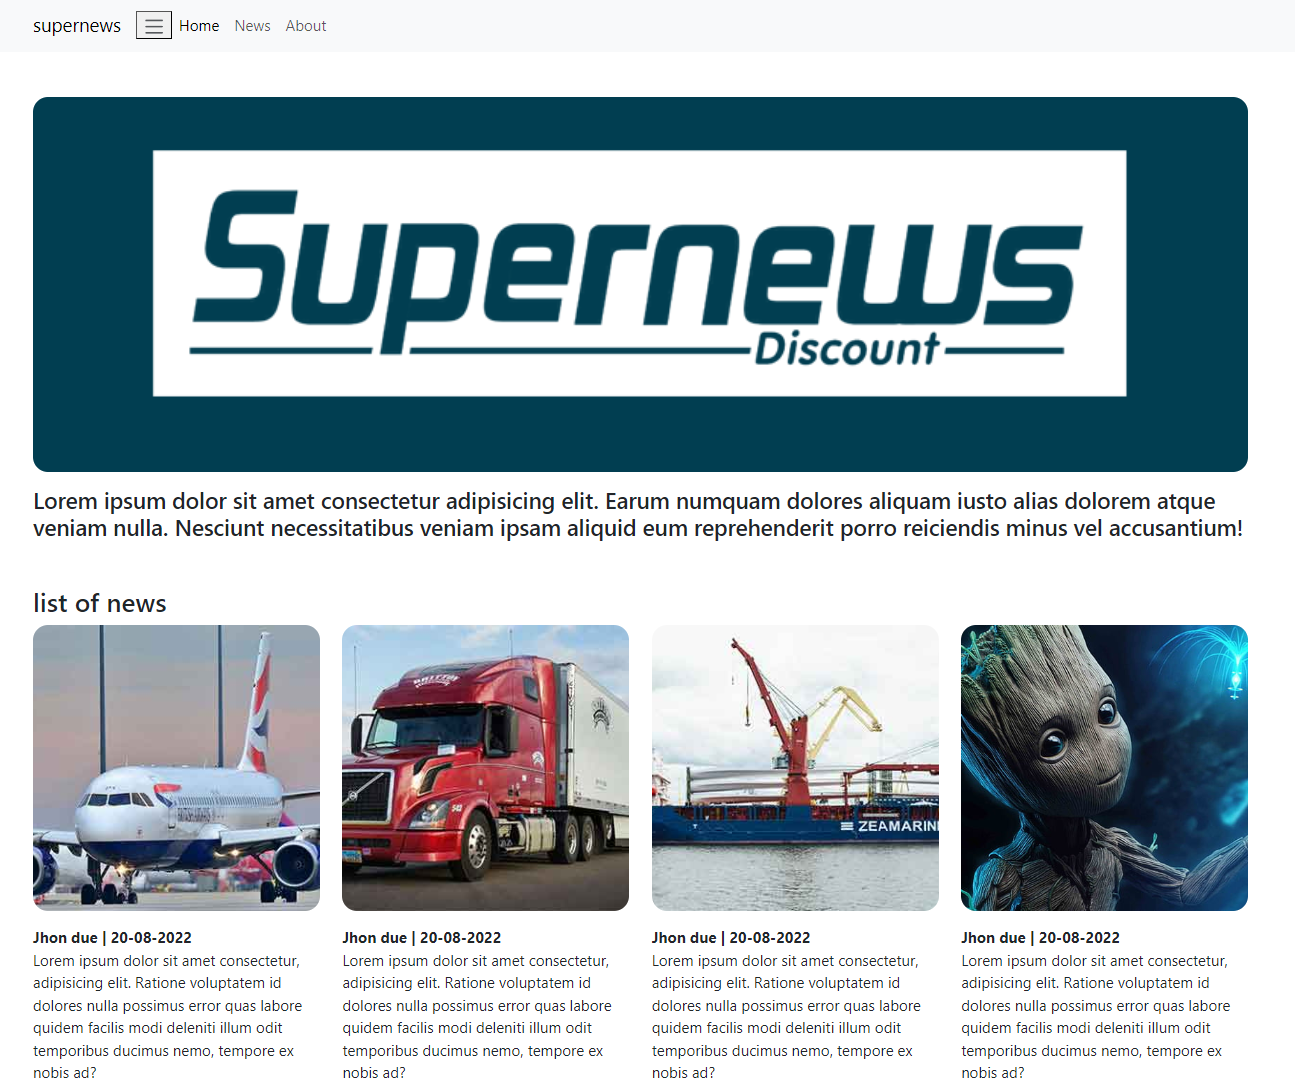 supernews Home News About
Supernews
Discount
Lorem ipsum dolor sit amet consectetur adipisicing elit. Earum numquam dolores aliquam iusto alias dolorem atque
veniam nulla. Nesciunt necessitatibus veniam ipsam aliquid eum reprehenderit porro reiciendis minus vel accusantium!
list of news
ZEAMARIN
Jhon due | 20-08-2022
Lorem ipsum dolor sit amet consectetur,
adipisicing elit. Ratione voluptatem id
dolores nulla possimus error quas labore
quidem facilis modi deleniti illum odit
temporibus ducimus nemo, tempore ex
nobis ad?
Jhon due | 20-08-2022
Lorem ipsum dolor sit amet consectetur,
adipisicing elit. Ratione voluptatem id
dolores nulla possimus error quas labore
quidem facilis modi deleniti illum odit
temporibus ducimus nemo, tempore ex
nobis ad?
Jhon due | 20-08-2022
Lorem ipsum dolor sit amet consectetur,
adipisicing elit. Ratione voluptatem id
dolores nulla possimus error quas labore
quidem facilis modi deleniti illum odit
temporibus ducimus nemo, tempore ex
nobis ad?
Jhon due | 20-08-2022
Lorem ipsum dolor sit amet consectetur,
adipisicing elit. Ratione voluptatem id
dolores nulla possimus error quas labore
quidem facilis modi deleniti illum odit
temporibus ducimus nemo, tempore ex
nobis ad?